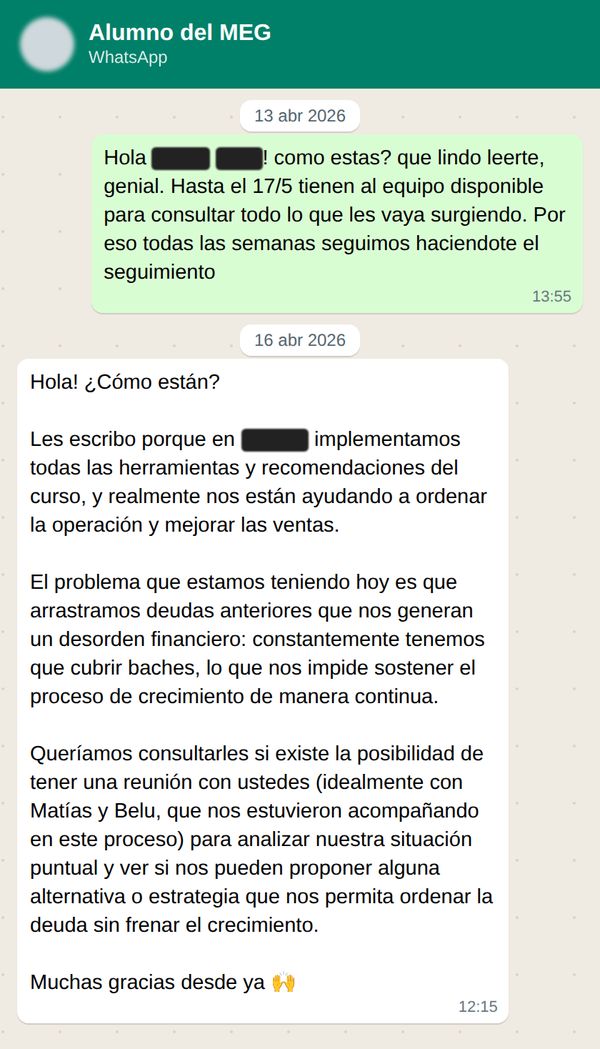 Alumno del MEG
WhatsApp
13 abr 2026
Hola ! como estas? que lindo leerte,
genial. Hasta el 17/5 tienen al equipo disponible
para consultar todo lo que les vaya surgiendo. Por
eso todas las semanas seguimos haciendote el
seguimiento
13:55
16 abr 2026
Hola! ¿Cómo están?
Les escribo porque en implementamos
todas las herramientas y recomendaciones del
curso, y realmente nos están ayudando a ordenar
la operación y mejorar las ventas.
El problema que estamos teniendo hoy es que
arrastramos deudas anteriores que nos generan
un desorden financiero: constantemente tenemos
que cubrir baches, lo que nos impide sostener el
proceso de crecimiento de manera continua.
Queríamos consultarles si existe la posibilidad de
tener una reunión con ustedes (idealmente con
Matías y Belu, que nos estuvieron acompañando
en este proceso) para analizar nuestra situación
puntual y ver si nos pueden proponer alguna
alternativa o estrategia que nos permita ordenar la
deuda sin frenar el crecimiento.
Muchas gracias desde ya 🙌
12:15